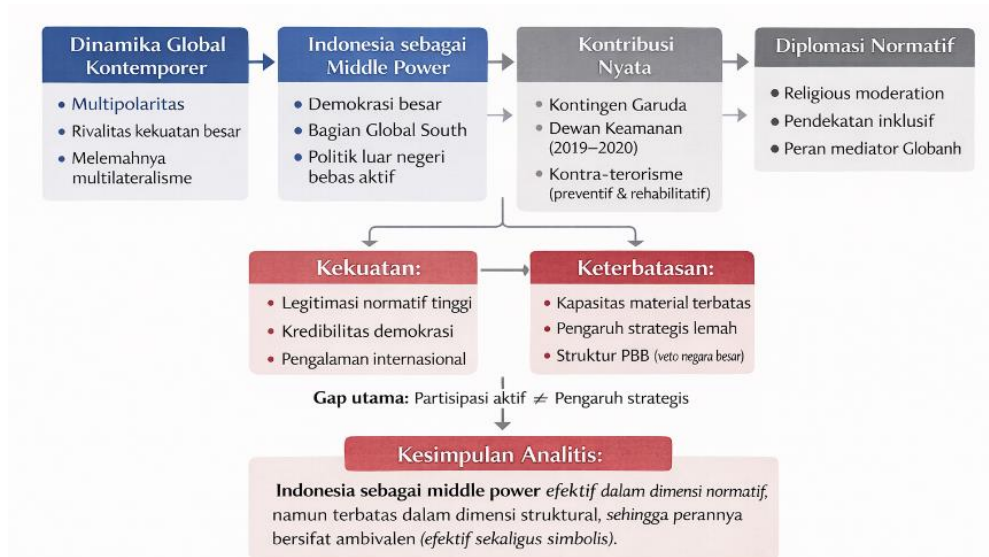 Dinamika Global
Kontemporer
• Multipolaritas
• Rivalitas kekuatan besar
• Melemahnya
multilateralisme
Indonesia sebagai
Middle Power
• Demokrasi besar
• Bagian Global South
• Politik luar negeri
bebas aktif
Kontribusi
Nyata
• Kontingen Garuda
• Dewan Keamanan
(2019–2020)
• Kontra-terorisme
(preventif & rehabilitatif)
Diplomasi Normatif
• Religious moderation
• Pendekatan inklusif
• Peran mediator Globanh
Kekuatan:
• Legitimasi normatif tinggi
• Kredibilitas demokrasi
• Pengalaman internasional
Keterbatasan:
• Kapasitas material terbatas
• Pengaruh strategis lemah
• Struktur PBB (veto negara besar)
Gap utama: Partisipasi aktif ≠ Pengaruh strategis
Kesimpulan Analitis:
Indonesia sebagai middle power efektif dalam dimensi normatif,
namun terbatas dalam dimensi struktural, sehingga perannya
bersifat ambivalen (efektif sekaligus simbolis).